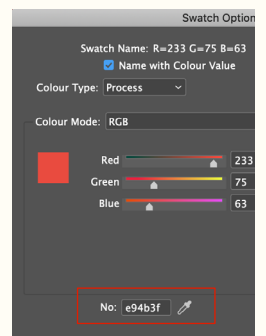 Swatch Option
Swatch Name: R=233 G=75 B=63
Name with Colour Value
Colour Type: Process
Colour Mode: RGB
Red 233
Green 75
Blue 63
No: e94b3f